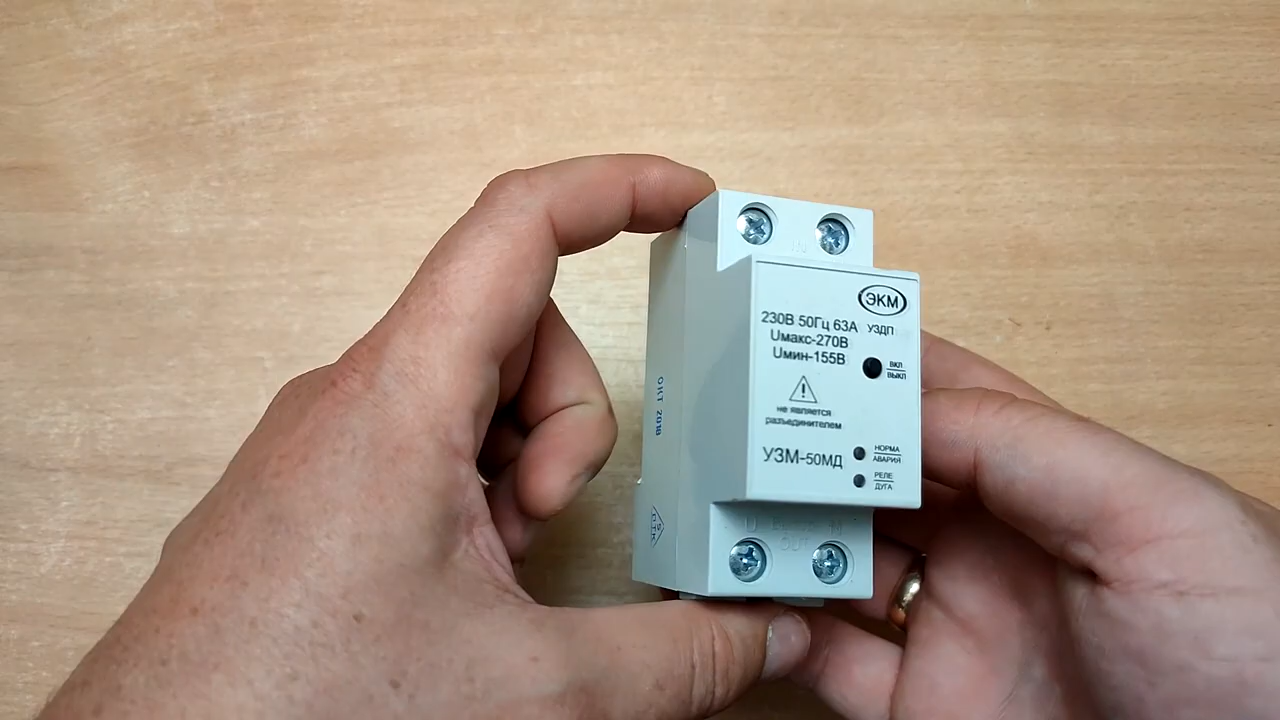 ЭКМ
230В 50Гц 63А
УЗДП
Uмакс-270В
Uмин-155В
ВКЛ
ВЫКЛ
не является
разъединителем
УЗМ-50МД
НОРМА
АВАРИЯ
РЕЛЕ
ДУГА
ОКТ 2018
OUT